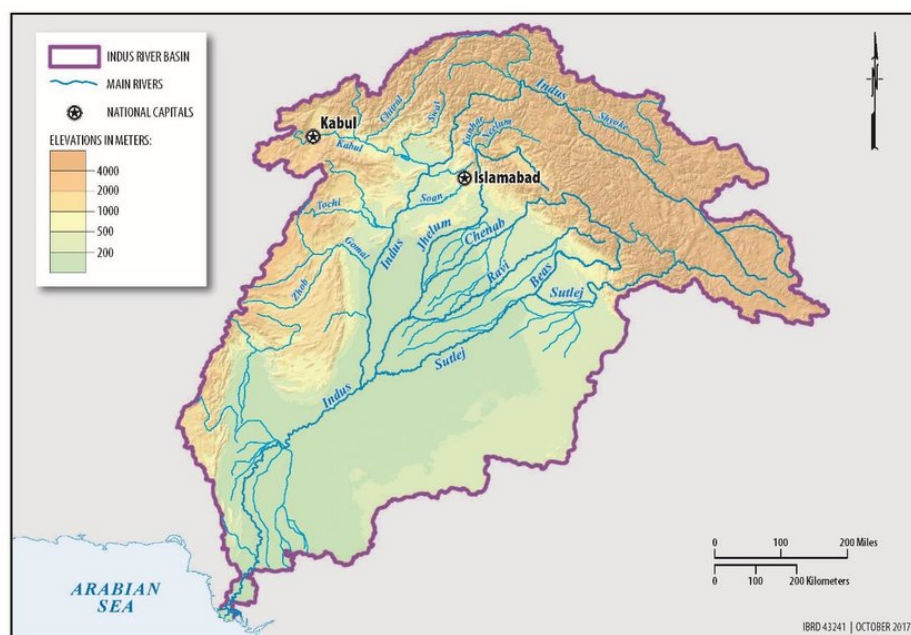 INDUS RIVER BASIN
MAIN RIVERS
NATIONAL CAPITALS
ELEVATIONS IN METERS:
4000
2000
1000
500
200
Kabul
Kabul
Chitral
Swat
Kunhar
Neelum
Indus
Shyoke
Islamabad
Soan
Tochi
Gomal
Zhob
Indus
Jhelum
Chenab
Ravi
Beas
Sutlej
Sutlej
Indus
ARABIAN
SEA
0 100 200 Miles
0 100 200 Kilometers
IBRD 43241 | OCTOBER 2017